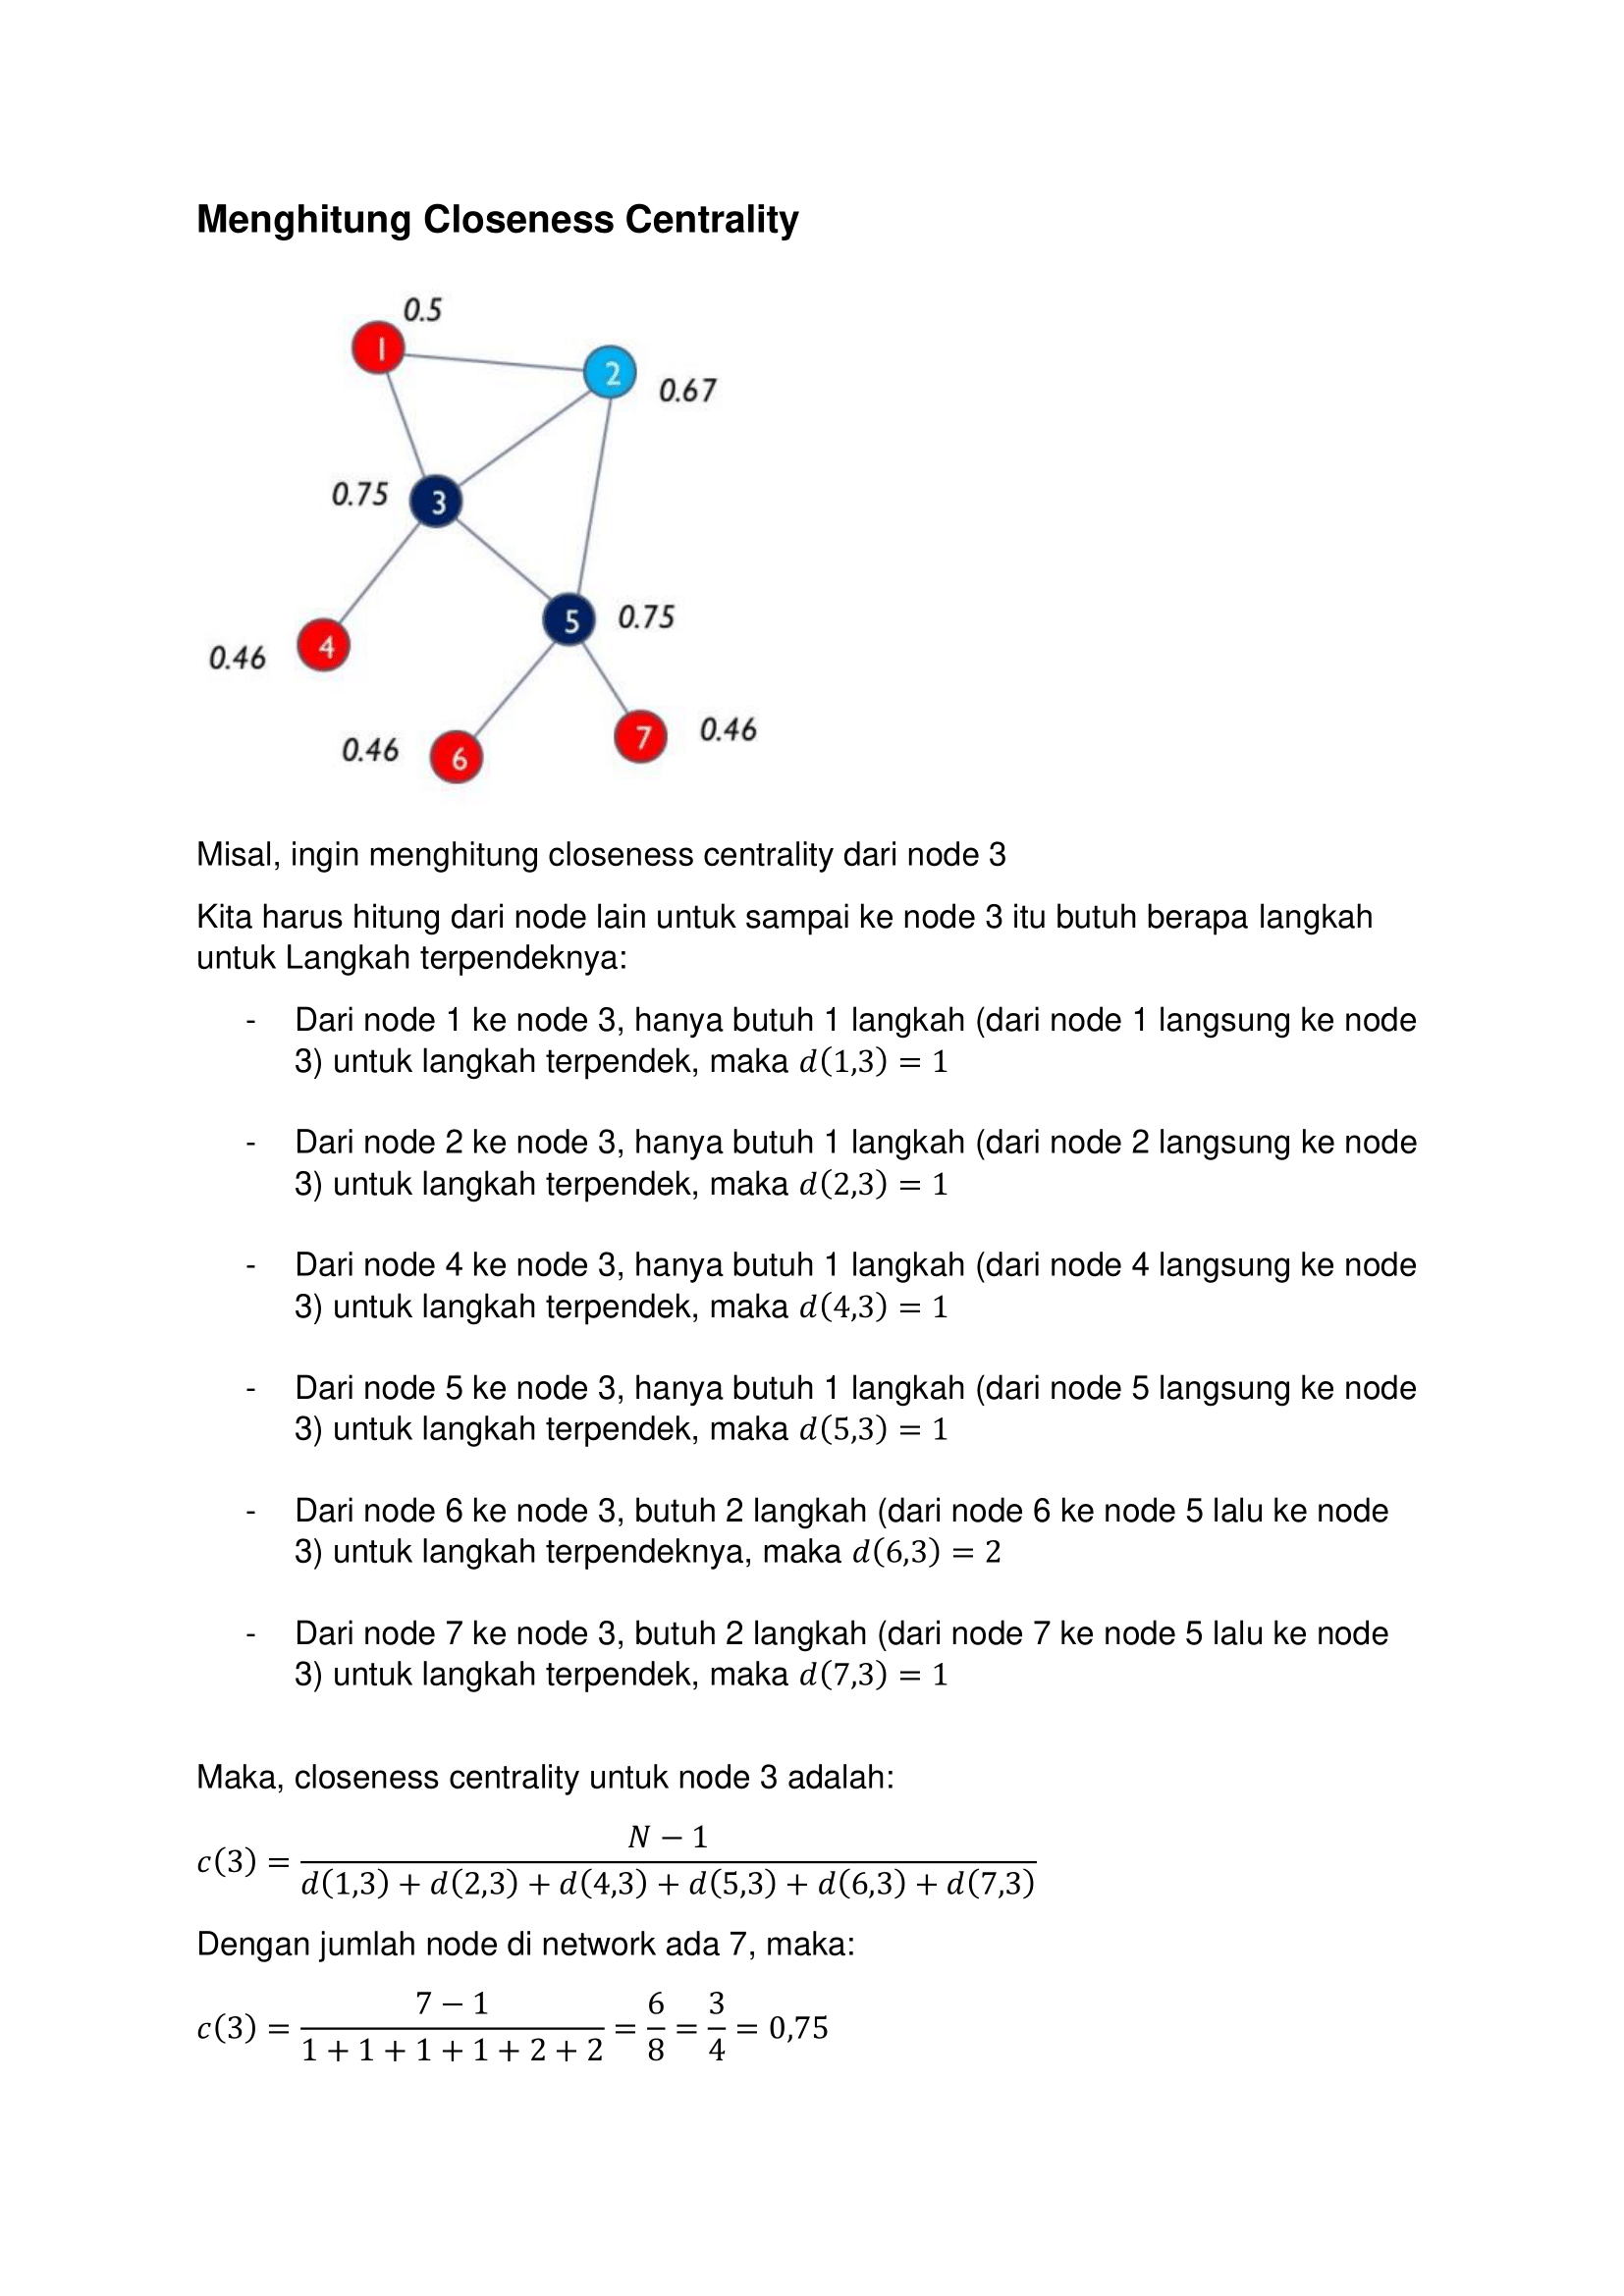 Menghitung Closeness Centrality
0.5
1
2
0.67
0.75
3
5
0.75
4
0.46
7
0.46
0.46
6
Misal, ingin menghitung closeness centrality dari node 3
Kita harus hitung dari node lain untuk sampai ke node 3 itu butuh berapa langkah
untuk Langkah terpendeknya:
- Dari node 1 ke node 3, hanya butuh 1 langkah (dari node 1 langsung ke node
3) untuk langkah terpendek, maka d(1,3) = 1
- Dari node 2 ke node 3, hanya butuh 1 langkah (dari node 2 langsung ke node
3) untuk langkah terpendek, maka d(2,3) = 1
- Dari node 4 ke node 3, hanya butuh 1 langkah (dari node 4 langsung ke node
3) untuk langkah terpendek, maka d(4,3) = 1
- Dari node 5 ke node 3, hanya butuh 1 langkah (dari node 5 langsung ke node
3) untuk langkah terpendek, maka d(5,3) = 1
- Dari node 6 ke node 3, butuh 2 langkah (dari node 6 ke node 5 lalu ke node
3) untuk langkah terpendeknya, maka d(6,3) = 2
- Dari node 7 ke node 3, butuh 2 langkah (dari node 7 ke node 5 lalu ke node
3) untuk langkah terpendek, maka d(7,3) = 1
Maka, closeness centrality untuk node 3 adalah:
c(3) = N − 1 / d(1,3) + d(2,3) + d(4,3) + d(5,3) + d(6,3) + d(7,3)
Dengan jumlah node di network ada 7, maka:
c(3) = 7 − 1 / 1 + 1 + 1 + 1 + 2 + 2 = 6/8 = 3/4 = 0,75